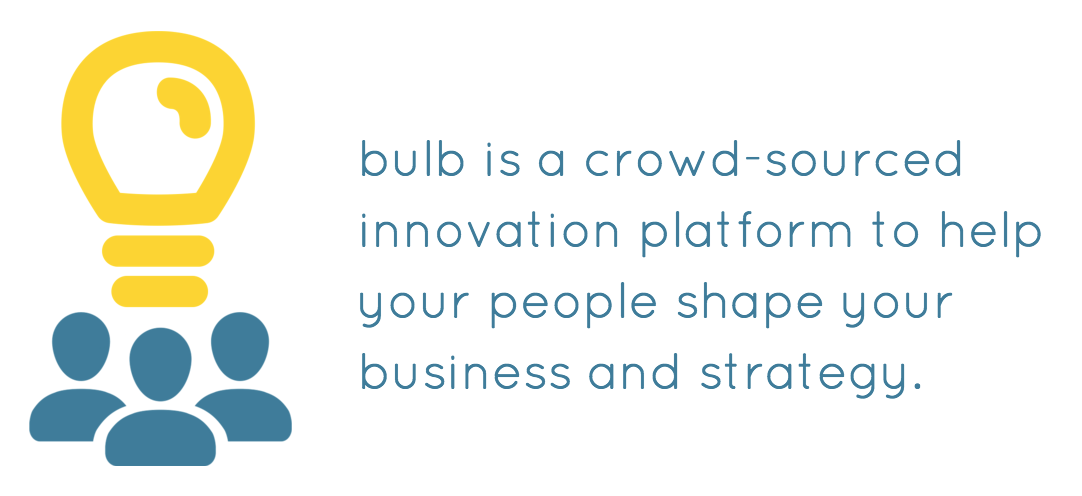 bulb is a crowd-sourced
innovation platform to help
your people shape your
business and strategy.